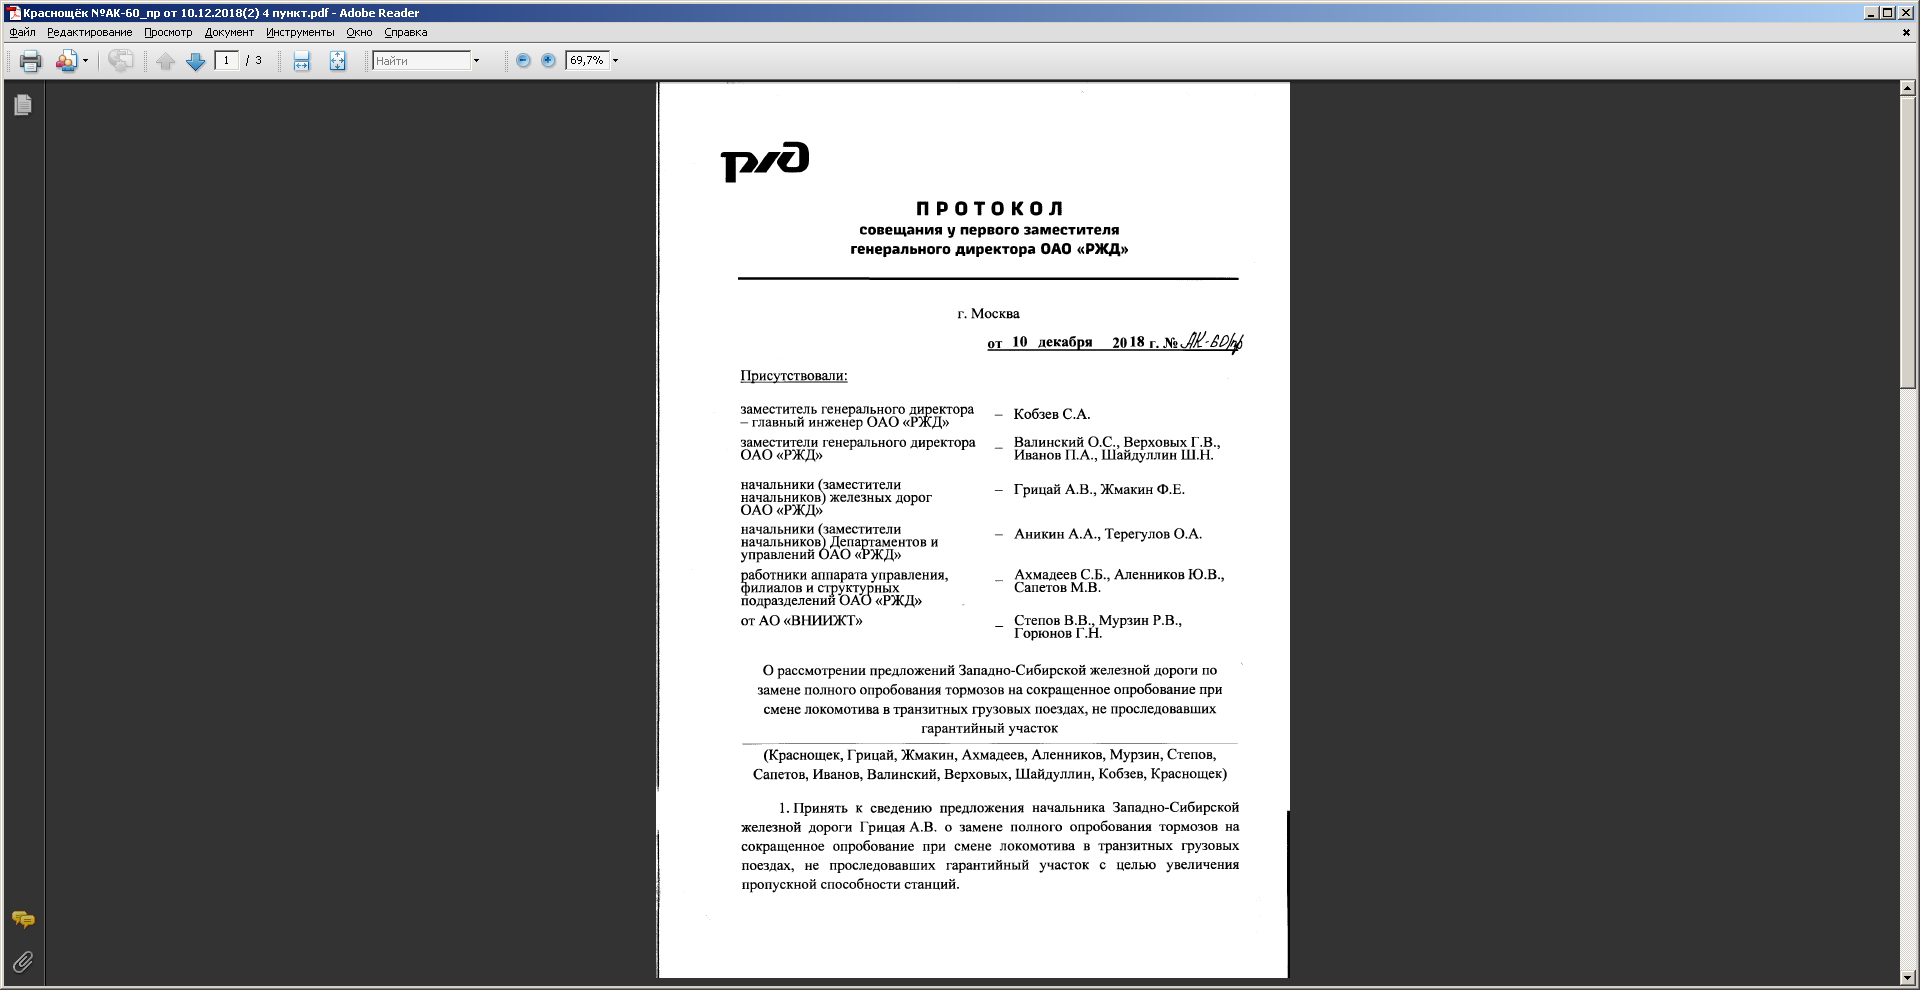 Краснощёк №АК-60_пр от 10.12.2018(2) 4 пункт.pdf - Adobe Reader
Файл Редактирование Просмотр Документ Инструменты Окно Справка
1 / 3 Найти 69,7%
ржд
ПРОТОКОЛ
совещания у первого заместителя
генерального директора ОАО «РЖД»
г. Москва
от 10 декабря 2018 г. № АК-60/пр
Присутствовали:
заместитель генерального директора
– главный инженер ОАО «РЖД»
– Кобзев С.А.
заместители генерального директора
ОАО «РЖД»
– Валинский О.С., Верховых Г.В.,
Иванов П.А., Шайдуллин Ш.Н.
начальники (заместители
начальников) железных дорог
ОАО «РЖД»
– Грицай А.В., Жмакин Ф.Е.
начальники (заместители
начальников) Департаментов и
управлений ОАО «РЖД»
– Аникин А.А., Терегулов О.А.
работники аппарата управления,
филиалов и структурных
подразделений ОАО «РЖД»
– Ахмадеев С.Б., Аленников Ю.В.,
Сапетов М.В.
от АО «ВНИИЖТ»
– Степов В.В., Мурзин Р.В.,
Горюнов Г.Н.
О рассмотрении предложений Западно-Сибирской железной дороги по
замене полного опробования тормозов на сокращенное опробование при
смене локомотива в транзитных грузовых поездах, не проследовавших
гарантийный участок
(Краснощек, Грицай, Жмакин, Ахмадеев, Аленников, Мурзин, Степов,
Сапетов, Иванов, Валинский, Верховых, Шайдуллин, Кобзев, Краснощек)
1. Принять к сведению предложения начальника Западно-Сибирской
железной дороги Грицая А.В. о замене полного опробования тормозов на
сокращенное опробование при смене локомотива в транзитных грузовых
поездах, не проследовавших гарантийный участок с целью увеличения
пропускной способности станций.